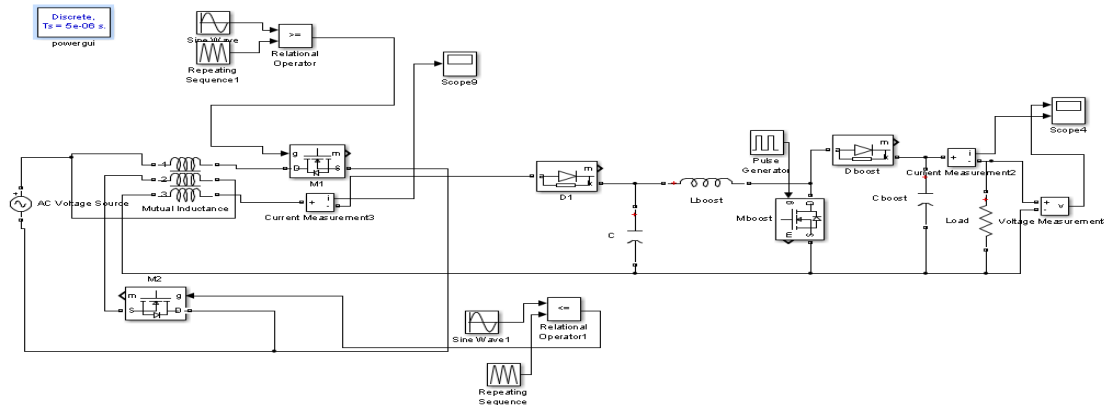 Discrete,
Ts = 5e-06 s.
powergui
Sine Wave
Repeating
Sequence1
>=
Relational
Operator
Scope9
g
m
D
S
M1
1
2
3
Mutual Inductance
AC Voltage Source
+
i
-
Current Measurement3
a
k
m
D1
C
Lboost
Pulse
Generator
Mboost
g
D
m
S
a
k
m
Dboost
+
i
-
Current Measurement2
Cboost
Load
+
v
-
Voltage Measurement
Scope4
M2
m
g
S
D
Sine Wave1
<=
Relational
Operator1
Repeating
Sequence